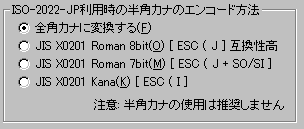 ISO-2022-JP利用時の半角カナのエンコード方法
全角カナに変換する(F)
JIS X0201 Roman 8bit(O) [ ESC ( J ] 互換性高
JIS X0201 Roman 7bit(M) [ ESC ( J + SO/SI ]
JIS X0201 Kana(K) [ ESC ( I ]
注意: 半角カナの使用は推奨しません